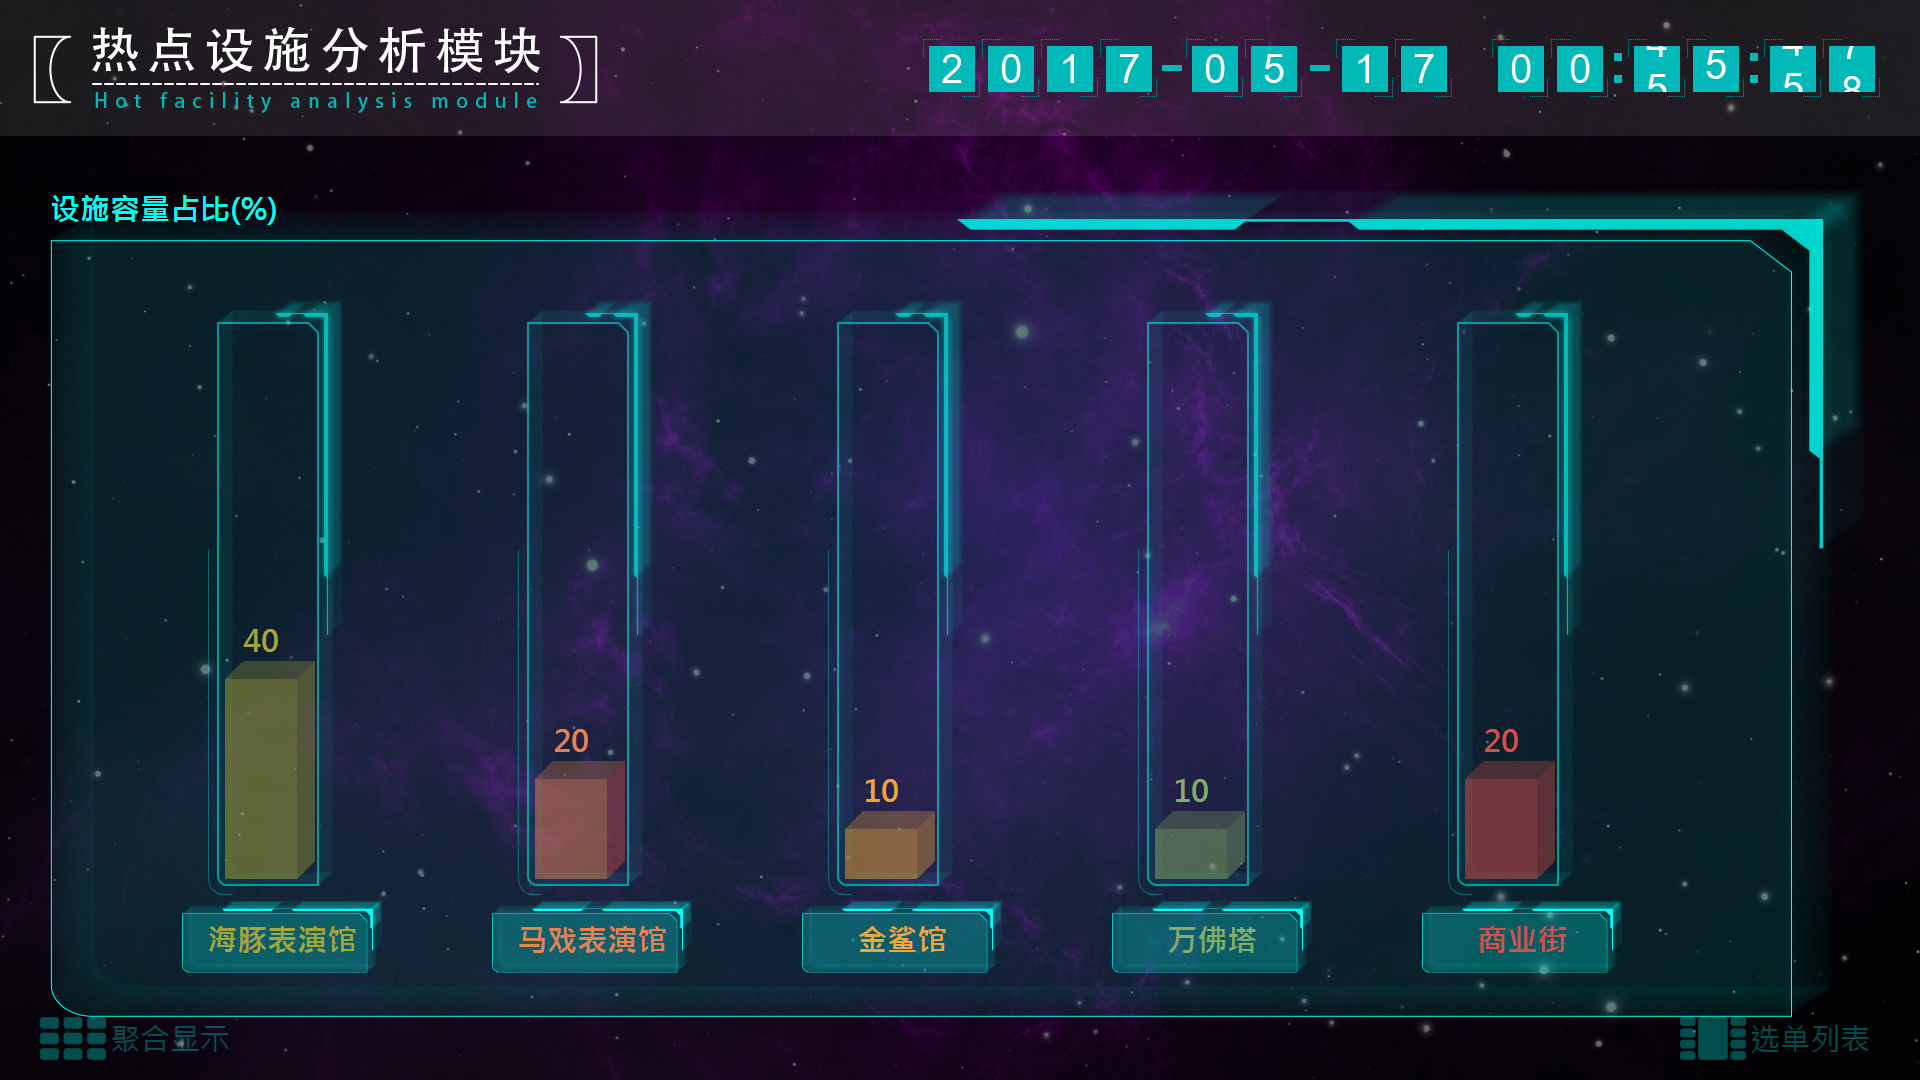 热点设施分析模块
Hot facility analysis module
2017-05-17 00:45:47
设施容量占比(%)
40
20
10
10
20
海豚表演馆
马戏表演馆
金鲨馆
万佛塔
商业街
聚合显示
选单列表